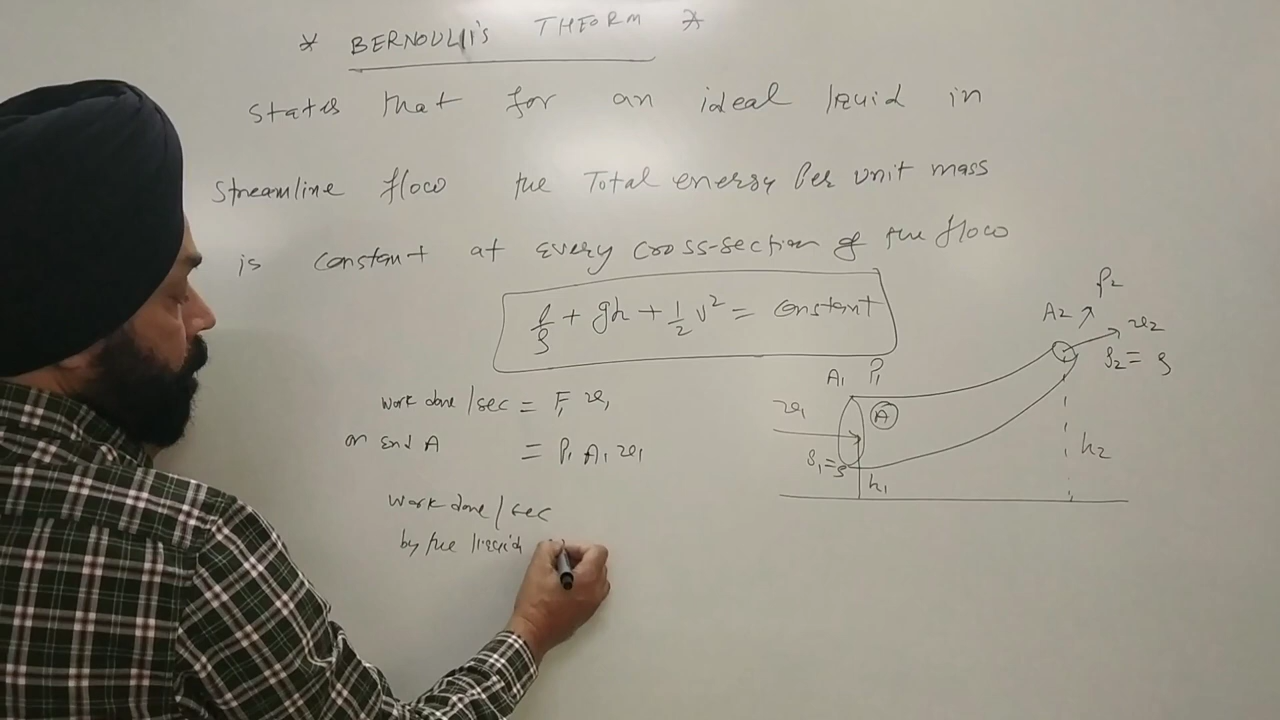 * BERNOULLI'S THEORM *
states that for an ideal liquid in
streamline flow the Total energy per unit mass
is constant at every cross-section of the flow
P/ρ + gh + 1/2 v² = constant
work done/sec = F₁ v₁
on end A = P₁ A₁ v₁
work done/sec
by the liquid
A₁ P₁
v₁
A
ρ₁=ρ
h₁
A₂ P₂
v₂
ρ₂ = ρ
h₂